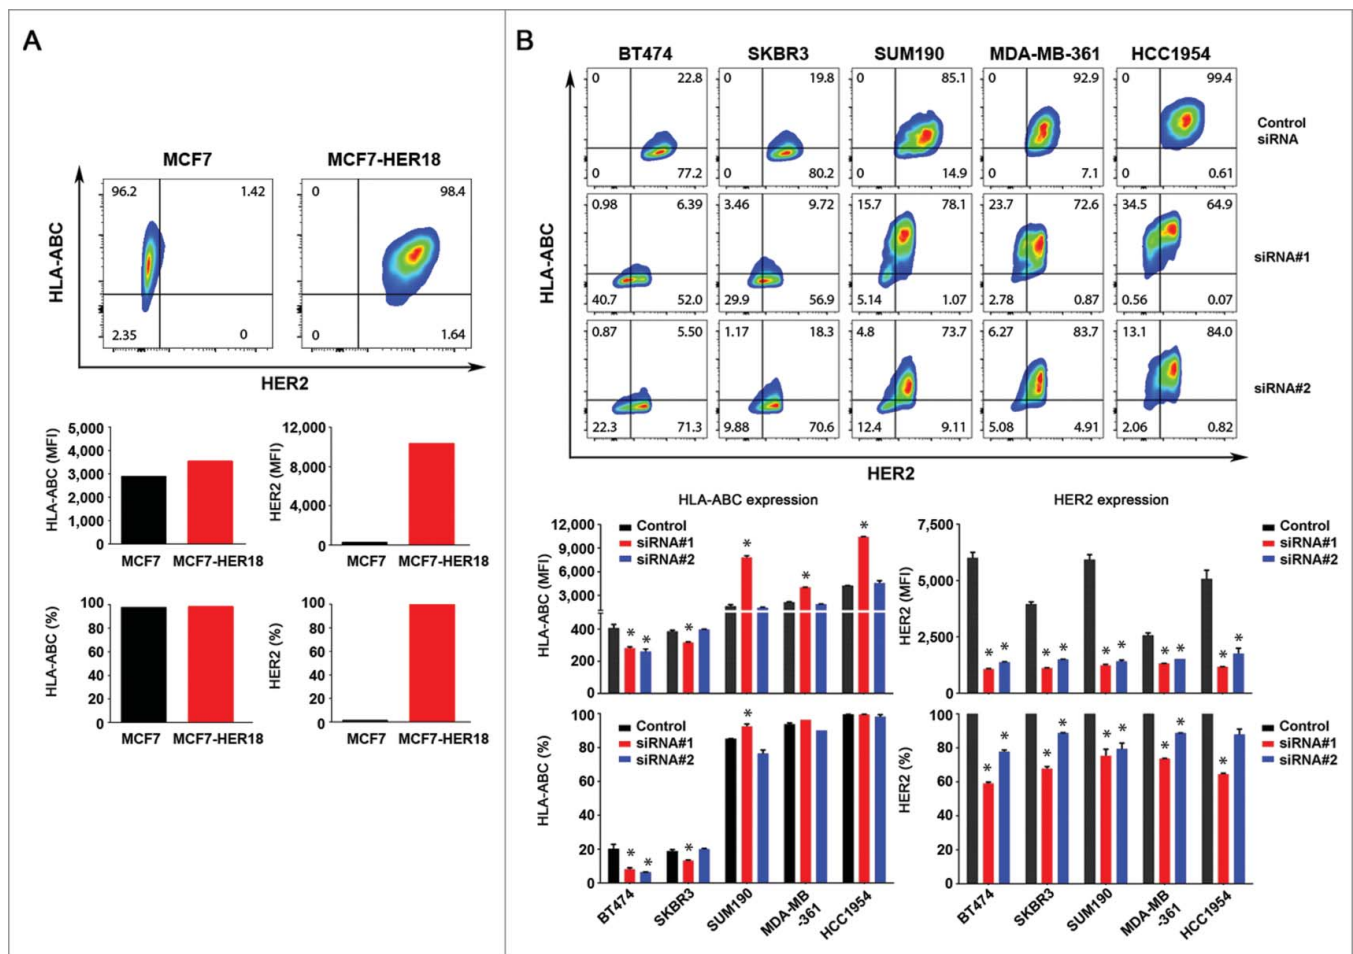 A
MCF7
MCF7-HER18
96.2 1.42
0 98.4
2.35 0
0 1.64
HLA-ABC
HER2
5,000
4,000
3,000
2,000
1,000
0
HLA-ABC (MFI)
MCF7 MCF7-HER18
12,000
8,000
4,000
0
HER2 (MFI)
MCF7 MCF7-HER18
100
80
60
40
20
0
HLA-ABC (%)
MCF7 MCF7-HER18
100
80
60
40
20
0
HER2 (%)
MCF7 MCF7-HER18
B
BT474 SKBR3 SUM190 MDA-MB-361 HCC1954
0 22.8 0 19.8 0 85.1 0 92.9 0 99.4
Control
siRNA
0 77.2 0 80.2 0 14.9 0 7.1 0 0.61
0.98 6.39 3.46 9.72 15.7 78.1 23.7 72.6 34.5 64.9
siRNA#1
40.7 52.0 29.9 56.9 5.14 1.07 2.78 0.87 0.56 0.07
0.87 5.50 1.17 18.3 4.8 73.7 6.27 83.7 13.1 84.0
siRNA#2
22.3 71.3 9.88 70.6 12.4 9.11 5.08 4.91 2.06 0.82
HLA-ABC
HER2
HLA-ABC expression
12,000
9,000
6,000
3,000
400
200
0
HLA-ABC (MFI)
Control
siRNA#1
siRNA#2
* * * * * *
HER2 expression
7,500
5,000
2,500
0
HER2 (MFI)
Control
siRNA#1
siRNA#2
* * * * * * * * * *
100
80
60
40
20
0
HLA-ABC (%)
Control
siRNA#1
siRNA#2
* * * *
BT474
SKBR3
SUM190
MDA-MB
-361
HCC1954
100
80
60
40
20
0
HER2 (%)
Control
siRNA#1
siRNA#2
* * * * * * * * *
BT474
SKBR3
SUM190
MDA-MB
-361
HCC1954